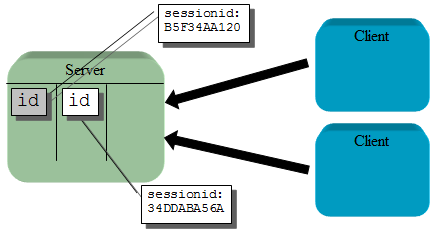 sessionid:
B5F34AA120
Client
Server
id
id
Client
sessionid:
34DDABA56A